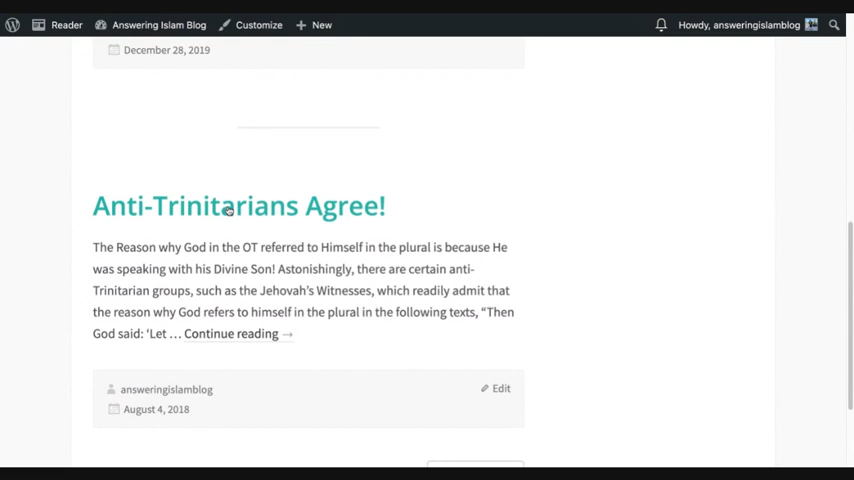 Reader Answering Islam Blog Customize New Howdy, answeringislamblog
December 28, 2019
Anti-Trinitarians Agree!
The Reason why God in the OT referred to Himself in the plural is because He
was speaking with his Divine Son! Astonishingly, there are certain anti-
Trinitarian groups, such as the Jehovah's Witnesses, which readily admit that
the reason why God refers to himself in the plural in the following texts, “Then
God said: ‘Let … Continue reading →
answeringislamblog Edit
August 4, 2018